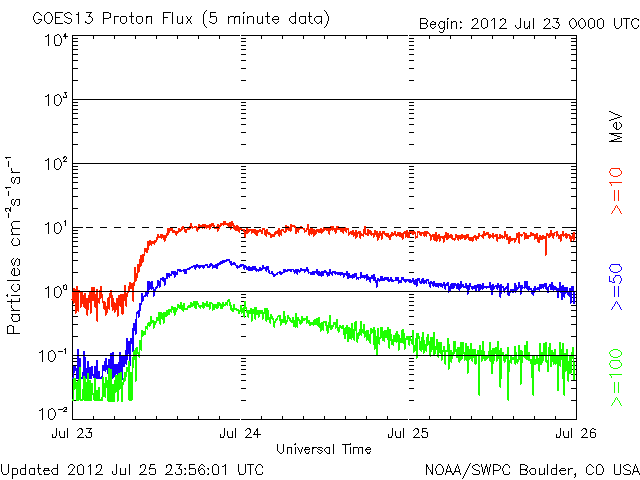 GOES13 Proton Flux (5 minute data)
Begin: 2012 Jul 23 0000 UTC
10⁴
10³
10²
10¹
10⁰
10⁻¹
10⁻²
Particles cm⁻²s⁻¹sr⁻¹
MeV
>=10
>=50
>=100
Jul 23
Jul 24
Jul 25
Jul 26
Universal Time
Updated 2012 Jul 25 23:56:01 UTC
NOAA/SWPC Boulder, CO USA